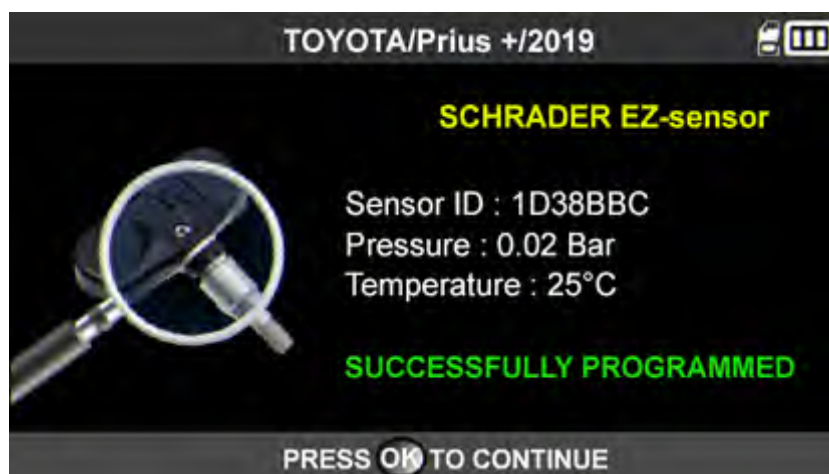 TOYOTA/Prius +/2019
SCHRADER EZ-sensor
Sensor ID : 1D38BBC
Pressure : 0.02 Bar
Temperature : 25°C
SUCCESSFULLY PROGRAMMED
PRESS OK TO CONTINUE